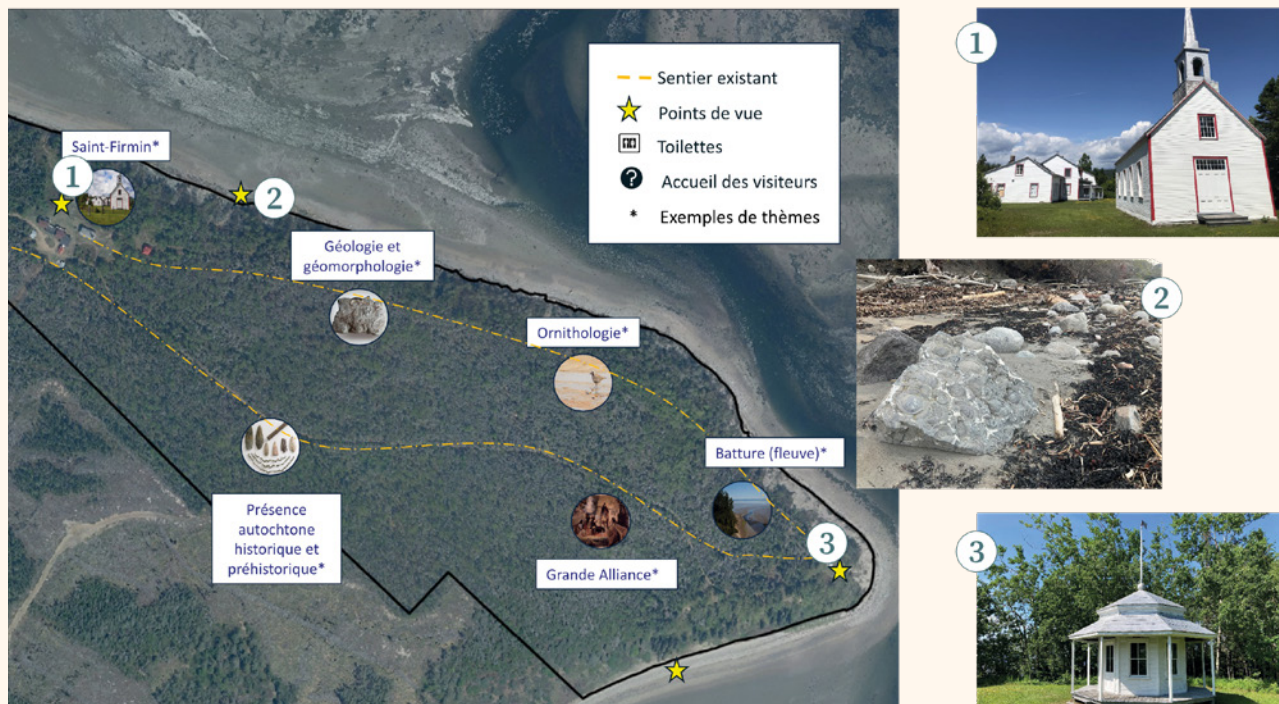 Sentier existant
Points de vue
Toilettes
Accueil des visiteurs
* Exemples de thèmes
Saint-Firmin*
1
2
Géologie et
géomorphologie*
Ornithologie*
Batture (fleuve)*
Présence
autochtone
historique et
préhistorique*
Grande Alliance*
3
1
2
3